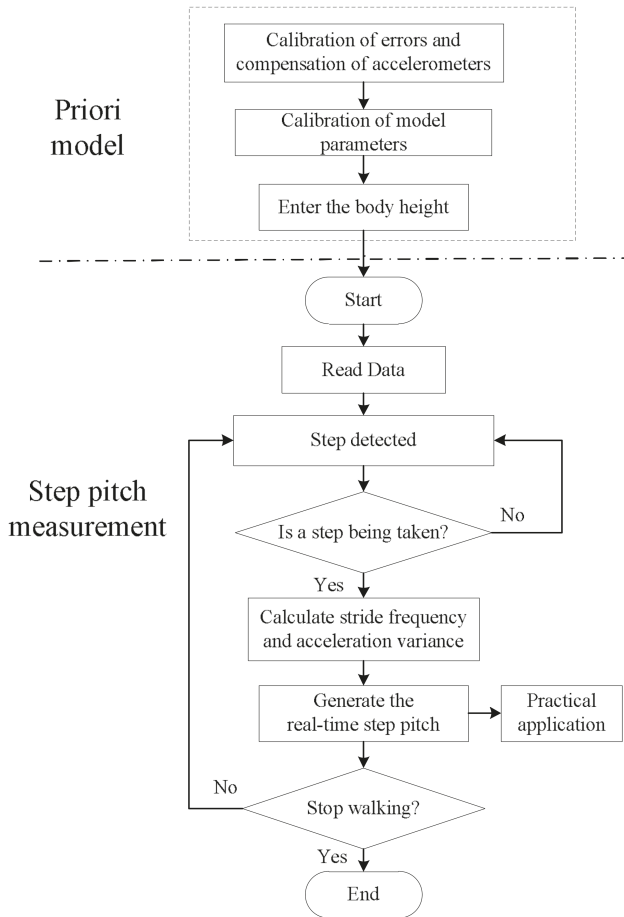 Calibration of errors and
compensation of accelerometers
Priori
model
Calibration of model
parameters
Enter the body height
Start
Read Data
Step detected
Step pitch
measurement
Is a step being taken?
No
Yes
Calculate stride frequency
and acceleration variance
Generate the
real-time step pitch
Practical
application
No
Stop walking?
Yes
End